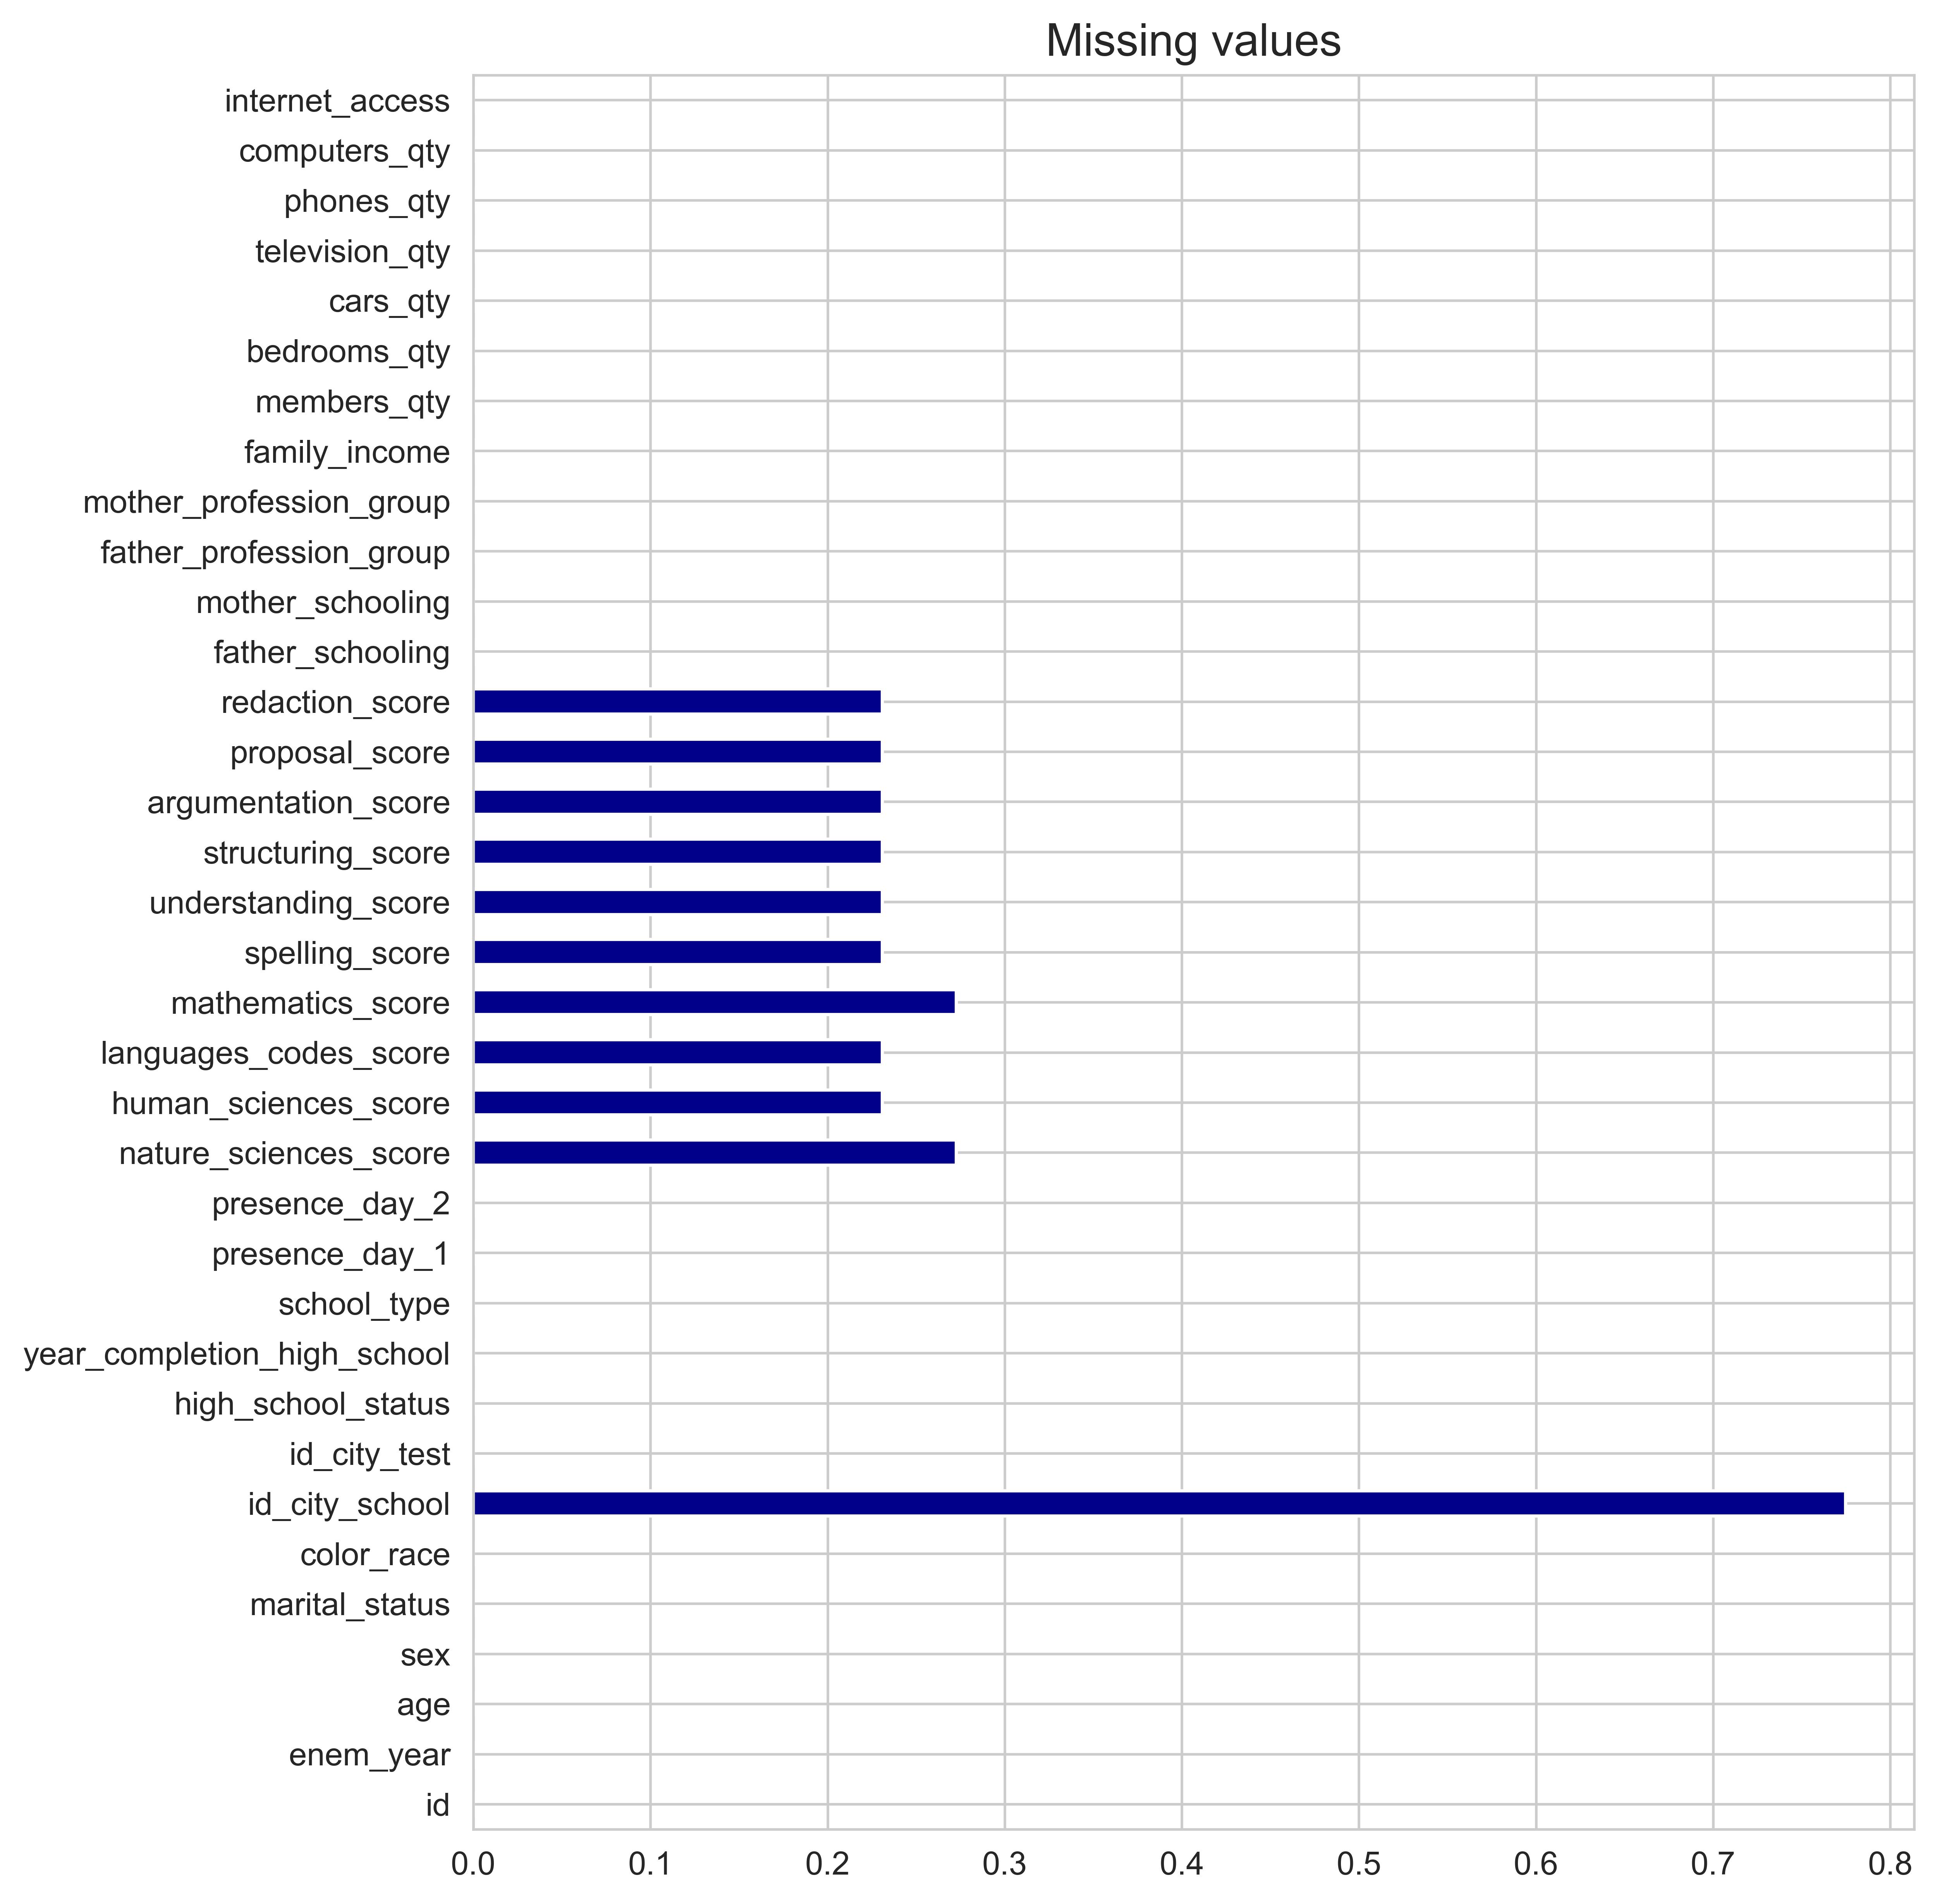 Missing values
internet_access
computers_qty
phones_qty
television_qty
cars_qty
bedrooms_qty
members_qty
family_income
mother_profession_group
father_profession_group
mother_schooling
father_schooling
redaction_score
proposal_score
argumentation_score
structuring_score
understanding_score
spelling_score
mathematics_score
languages_codes_score
human_sciences_score
nature_sciences_score
presence_day_2
presence_day_1
school_type
year_completion_high_school
high_school_status
id_city_test
id_city_school
color_race
marital_status
sex
age
enem_year
id
0.0 0.1 0.2 0.3 0.4 0.5 0.6 0.7 0.8